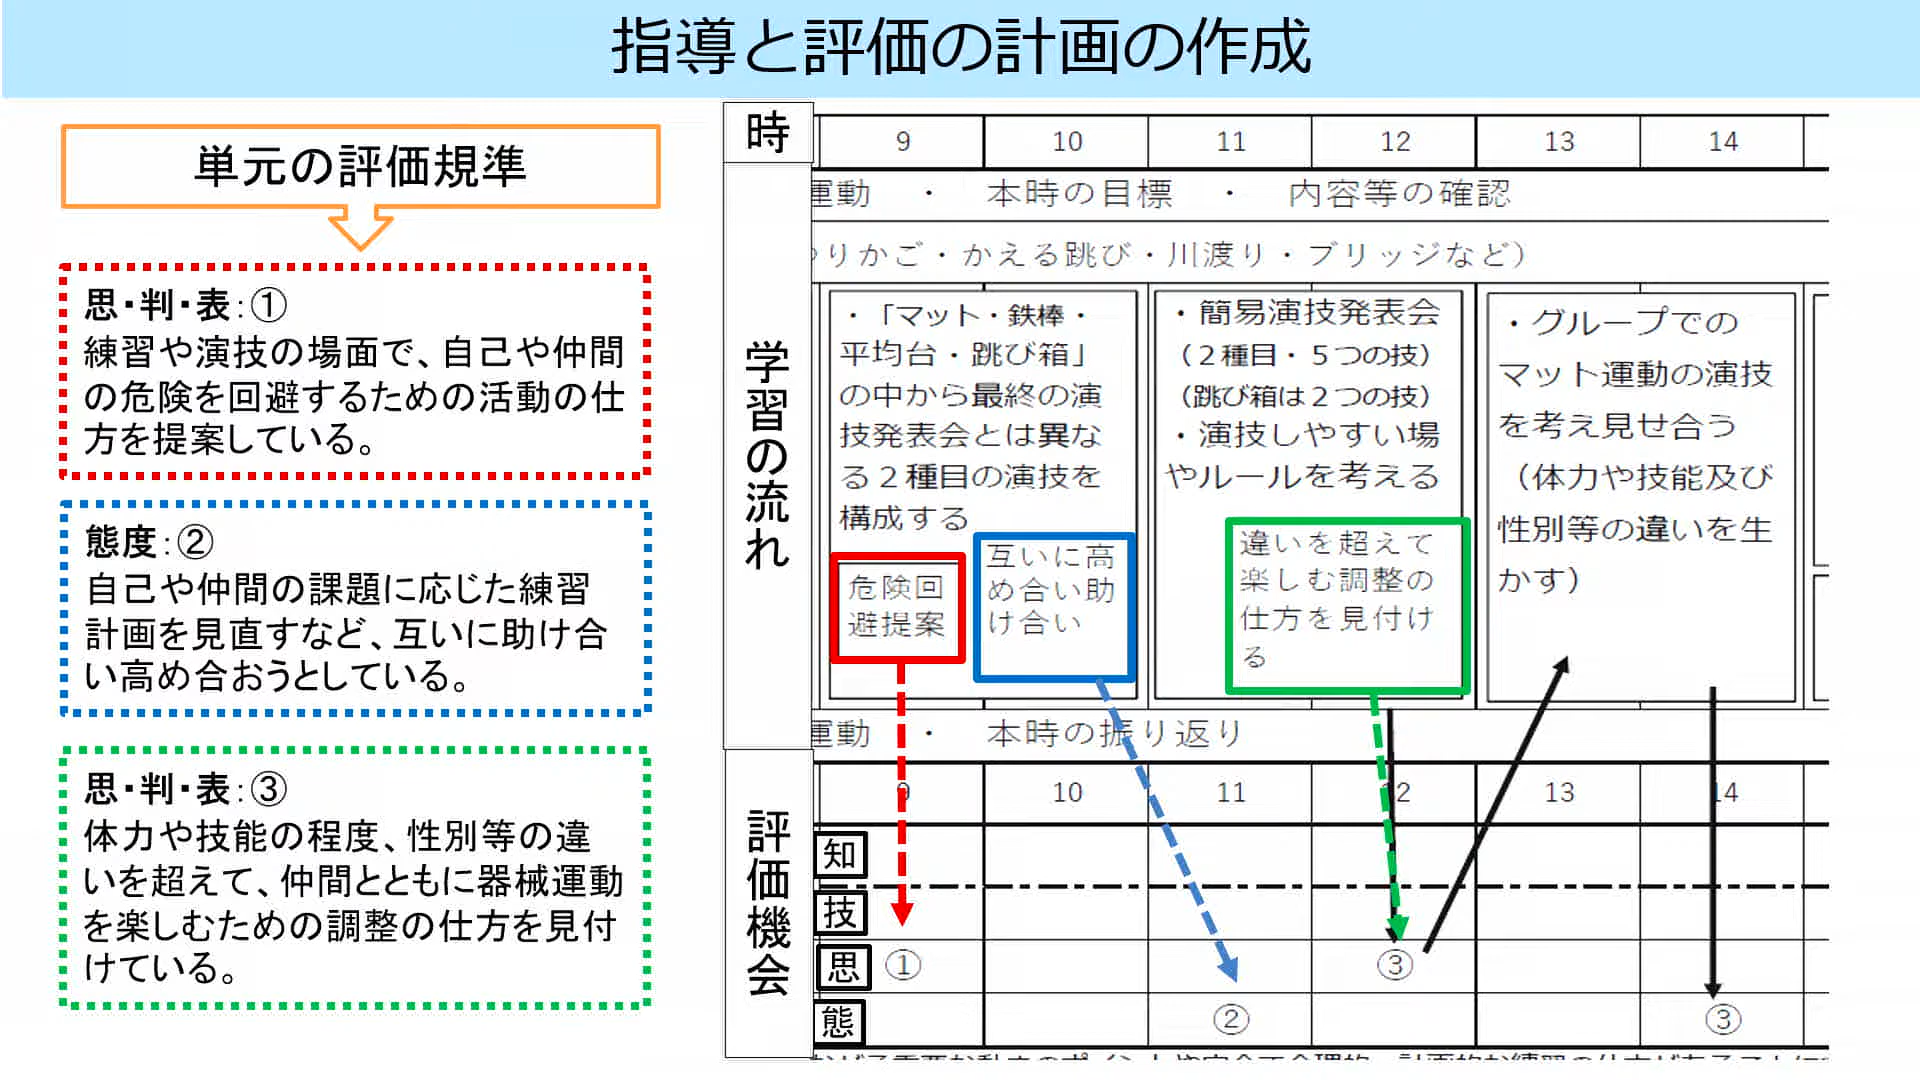 指導と評価の計画の作成
単元の評価規準
思・判・表：①
練習や演技の場面で、自己や仲間
の危険を回避するための活動の仕
方を提案している。
態度：②
自己や仲間の課題に応じた練習
計画を見直すなど、互いに助け合
い高め合おうとしている。
思・判・表：③
体力や技能の程度、性別等の違
いを超えて、仲間とともに器械運動
を楽しむための調整の仕方を見付
けている。
時
9
10
11
12
13
14
学習の流れ
運動　・　本時の目標　・　内容等の確認
りかご・かえる跳び・川渡り・ブリッジなど）
・「マット・鉄棒・
平均台・跳び箱」
の中から最終の演
技発表会とは異な
る２種目の演技を
構成する
危険回
避提案
互いに高
め合い助
け合い
・簡易演技発表会
（２種目・５つの技）
（跳び箱は２つの技）
・演技しやすい場
やルールを考える
違いを超えて
楽しむ調整の
仕方を見付け
る
・グループでの
マット運動の演技
を考え見せ合う
（体力や技能及び
性別等の違いを生
かす）
運動　・　本時の振り返り
評価機会
9
10
11
12
13
14
知
技
思
①
③
態
②
③